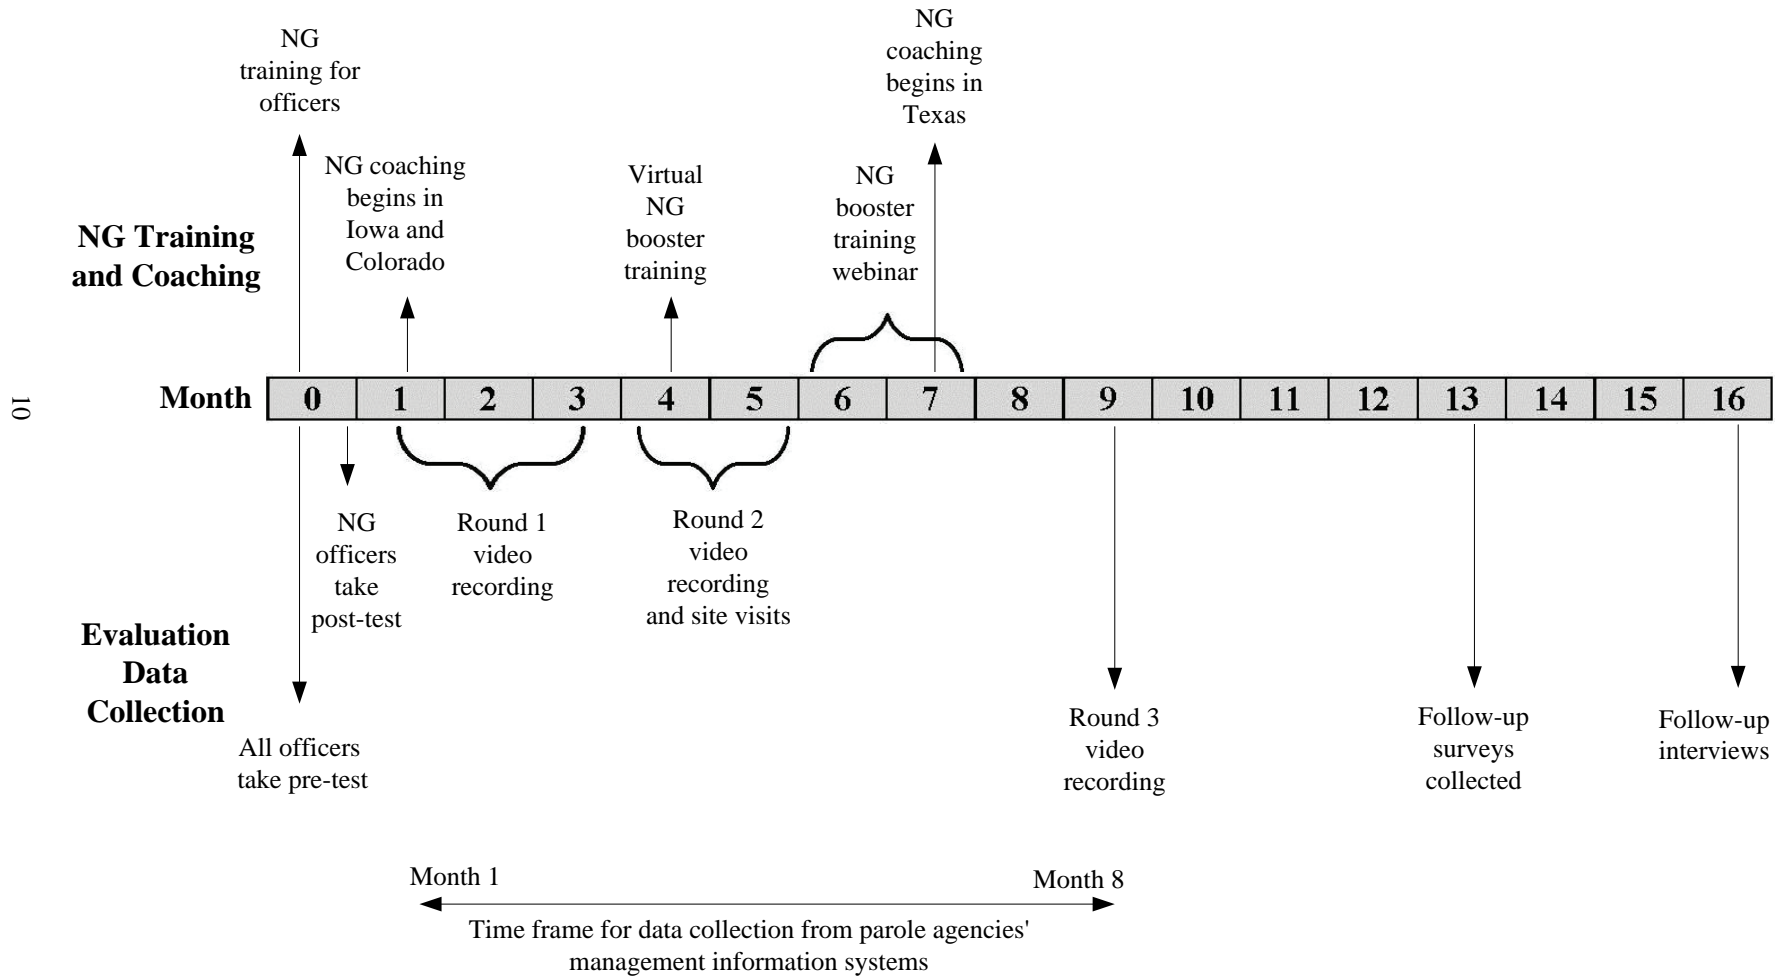 NG
training for
officers
NG coaching
begins in
Iowa and
Colorado
Virtual
NG
booster
training
NG
booster
training
webinar
NG
coaching
begins in
Texas
NG Training
and Coaching
Month 0 1 2 3 4 5 6 7 8 9 10 11 12 13 14 15 16
10
NG
officers
take
post-test
Round 1
video
recording
Round 2
video
recording
and site visits
Evaluation
Data
Collection
All officers
take pre-test
Round 3
video
recording
Follow-up
surveys
collected
Follow-up
interviews
Month 1
Month 8
Time frame for data collection from parole agencies'
management information systems